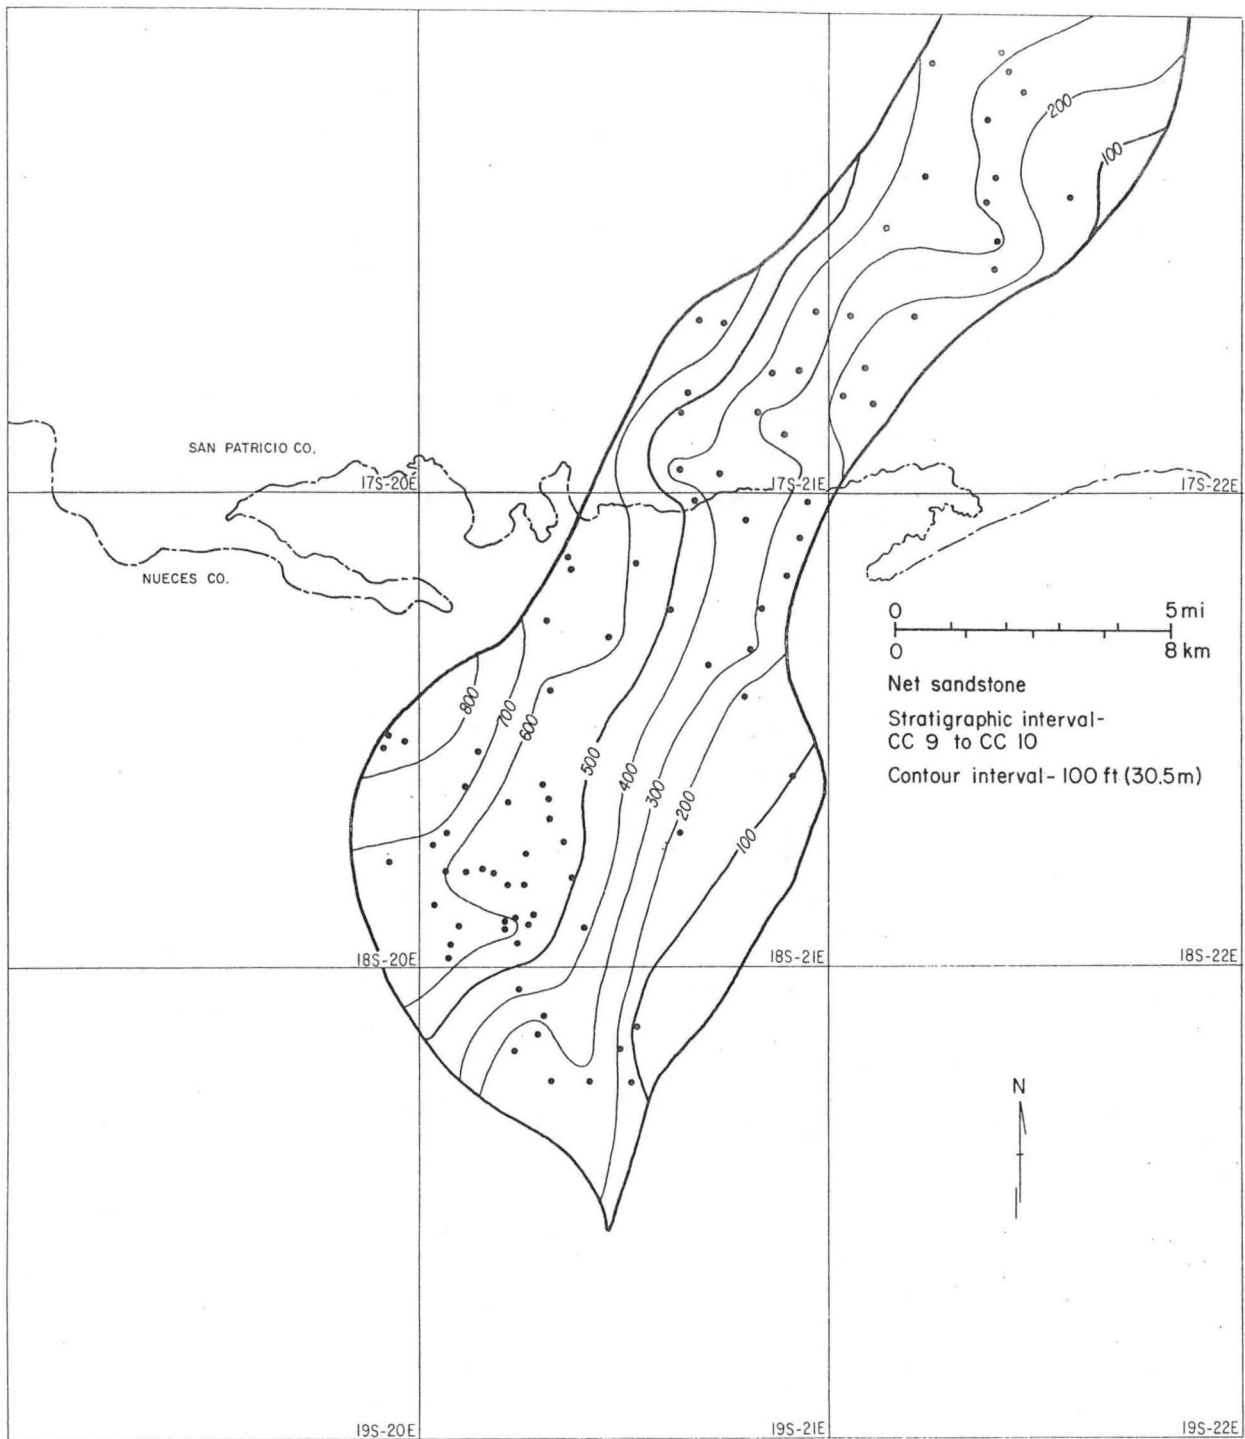 200
100
SAN PATRICIO CO.
17S-20E
17S-21E
17S-22E
NUECES CO.
0 5 mi
0 8 km
Net sandstone
Stratigraphic interval-
CC 9 to CC 10
Contour interval- 100 ft (30.5m)
800
700
600
500
400
300
200
100
18S-20E
18S-21E
18S-22E
N
19S-20E
19S-21E
19S-22E